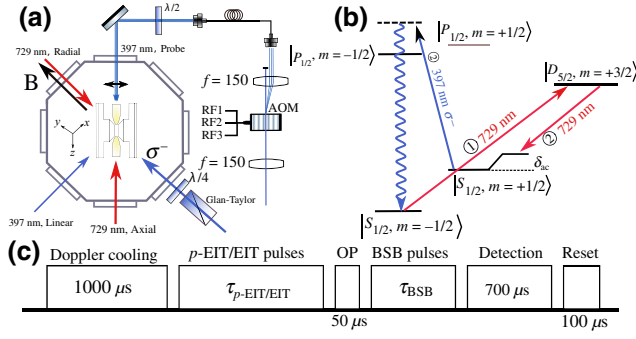 (a)
λ/2
729 nm, Radial
397 nm, Probe
B
f = 150
RF1
RF2
RF3
AOM
f = 150
y
x
z
σ⁻
λ/4
Glan-Taylor
397 nm, Linear
729 nm, Axial
(b)
|P₁/₂, m = +1/2⟩
|P₁/₂, m = −1/2⟩
② 397 nm σ⁻
|D₅/₂, m = +3/2⟩
① 729 nm
② 729 nm
δac
|S₁/₂, m = +1/2⟩
|S₁/₂, m = −1/2⟩
(c)
Doppler cooling
p-EIT/EIT pulses
OP
BSB pulses
Detection
Reset
1000 μs
τp-EIT/EIT
τBSB
700 μs
50 μs
100 μs